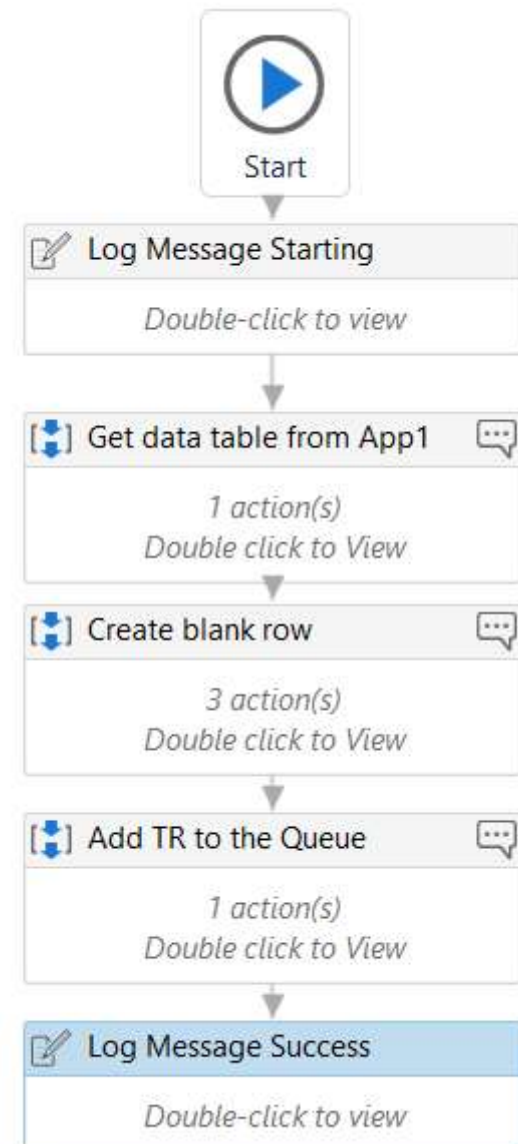 Start
Log Message Starting
Double-click to view
Get data table from App1
1 action(s)
Double click to View
Create blank row
3 action(s)
Double click to View
Add TR to the Queue
1 action(s)
Double click to View
Log Message Success
Double-click to view